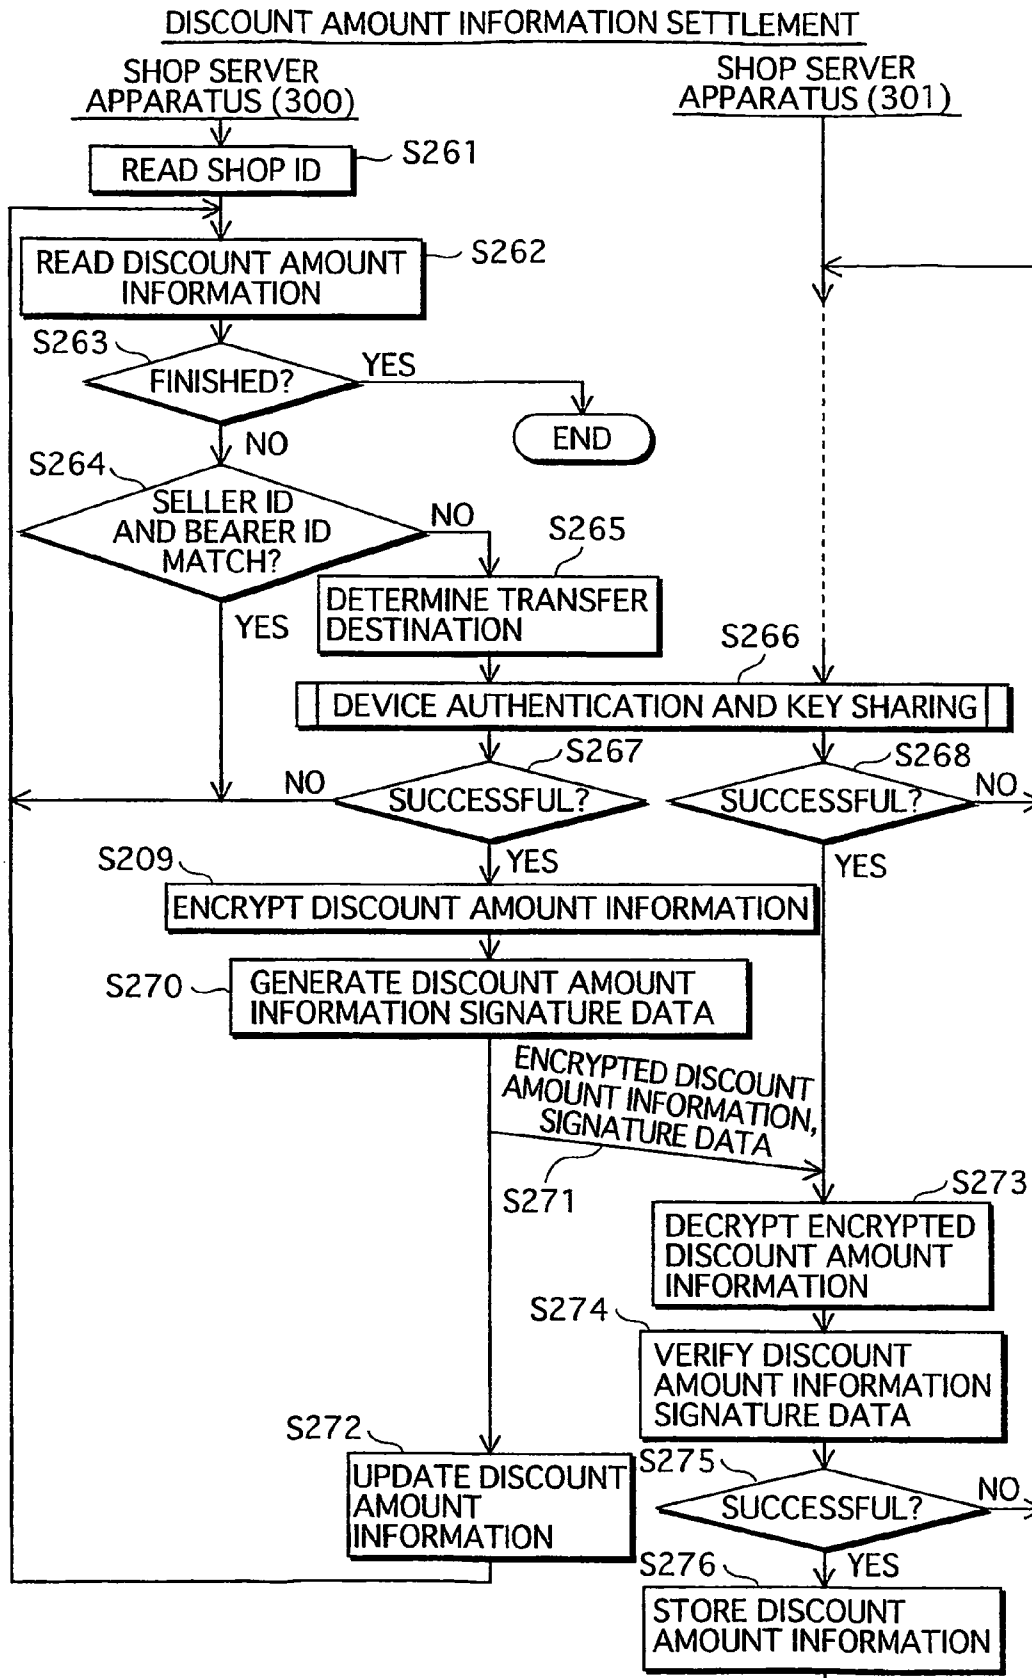 DISCOUNT AMOUNT INFORMATION SETTLEMENT
SHOP SERVER
APPARATUS (300)
SHOP SERVER
APPARATUS (301)
S261
READ SHOP ID
S262
READ DISCOUNT AMOUNT
INFORMATION
S263
FINISHED?
YES
END
NO
S264
SELLER ID
AND BEARER ID
MATCH?
NO
S265
DETERMINE TRANSFER
DESTINATION
YES
S266
DEVICE AUTHENTICATION AND KEY SHARING
S267
S268
NO
SUCCESSFUL?
SUCCESSFUL?
NO
YES
YES
S209
ENCRYPT DISCOUNT AMOUNT INFORMATION
S270
GENERATE DISCOUNT AMOUNT
INFORMATION SIGNATURE DATA
ENCRYPTED DISCOUNT
AMOUNT INFORMATION,
SIGNATURE DATA
S271
S273
DECRYPT ENCRYPTED
DISCOUNT AMOUNT
INFORMATION
S274
VERIFY DISCOUNT
AMOUNT INFORMATION
SIGNATURE DATA
S272
UPDATE DISCOUNT
AMOUNT
INFORMATION
S275
SUCCESSFUL?
NO
YES
S276
STORE DISCOUNT
AMOUNT INFORMATION